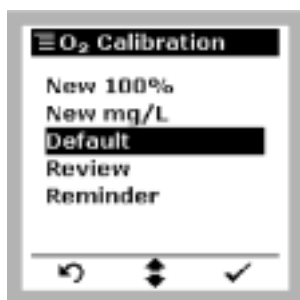 O₂ Calibration
New 100%
New mg/L
Default
Review
Reminder